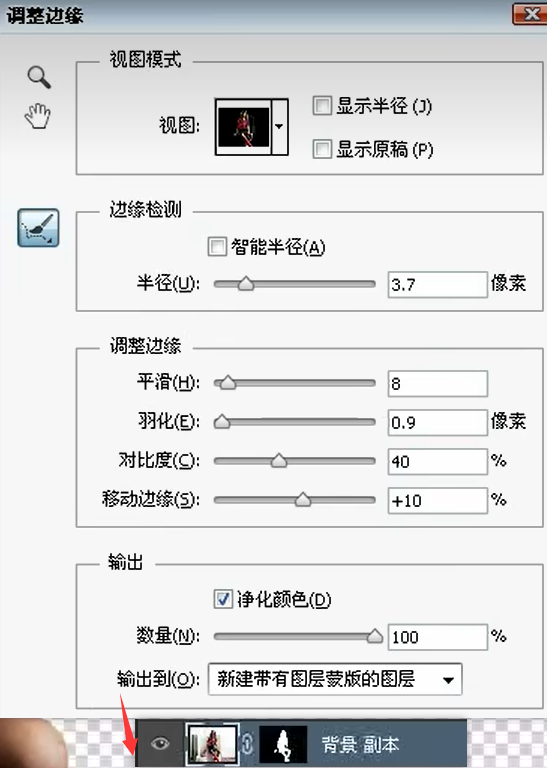 调整边缘
视图模式
视图:
显示半径(J)
显示原稿(P)
边缘检测
智能半径(A)
半径(U): 3.7 像素
调整边缘
平滑(H): 8
羽化(E): 0.9 像素
对比度(C): 40 %
移动边缘(S): +10 %
输出
净化颜色(D)
数量(N): 100 %
输出到(O): 新建带有图层蒙版的图层
背景 副本